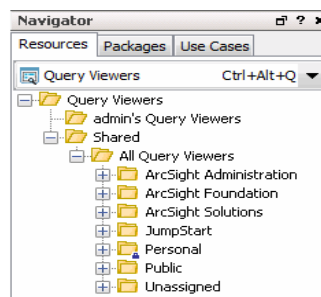 Navigator ?
Resources Packages Use Cases
Query Viewers Ctrl+Alt+Q
Query Viewers
admin's Query Viewers
Shared
All Query Viewers
ArcSight Administration
ArcSight Foundation
ArcSight Solutions
JumpStart
Personal
Public
Unassigned